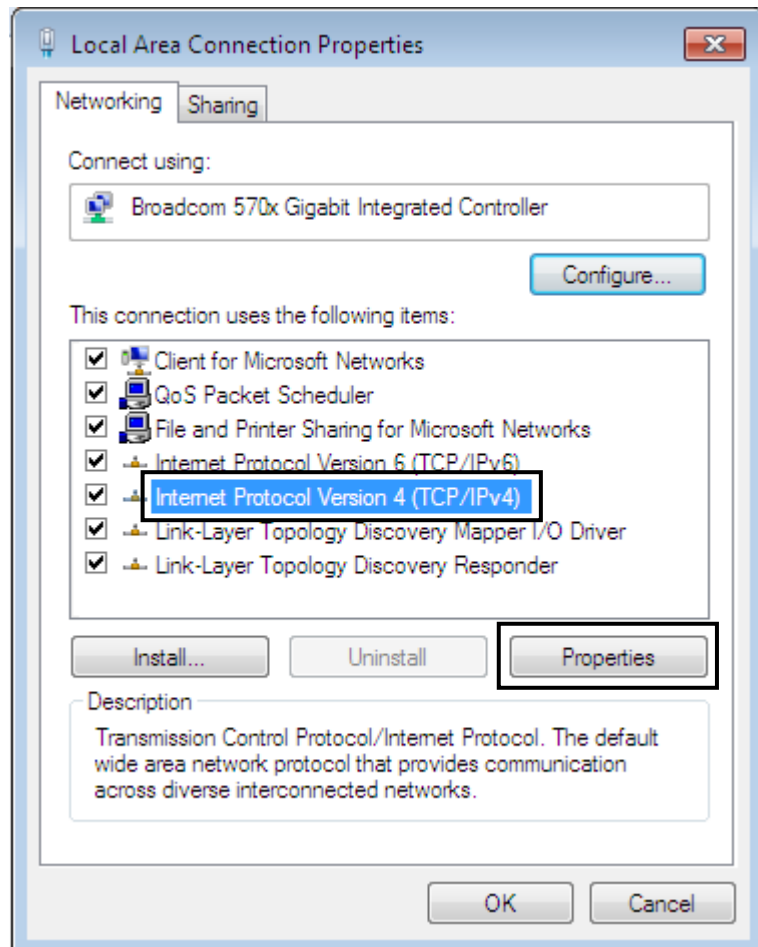 Local Area Connection Properties
Networking
Sharing
Connect using:
Broadcom 570x Gigabit Integrated Controller
Configure...
This connection uses the following items:
Client for Microsoft Networks
QoS Packet Scheduler
File and Printer Sharing for Microsoft Networks
Internet Protocol Version 6 (TCP/IPv6)
Internet Protocol Version 4 (TCP/IPv4)
Link-Layer Topology Discovery Mapper I/O Driver
Link-Layer Topology Discovery Responder
Install...
Uninstall
Properties
Description
Transmission Control Protocol/Internet Protocol. The default
wide area network protocol that provides communication
across diverse interconnected networks.
OK
Cancel